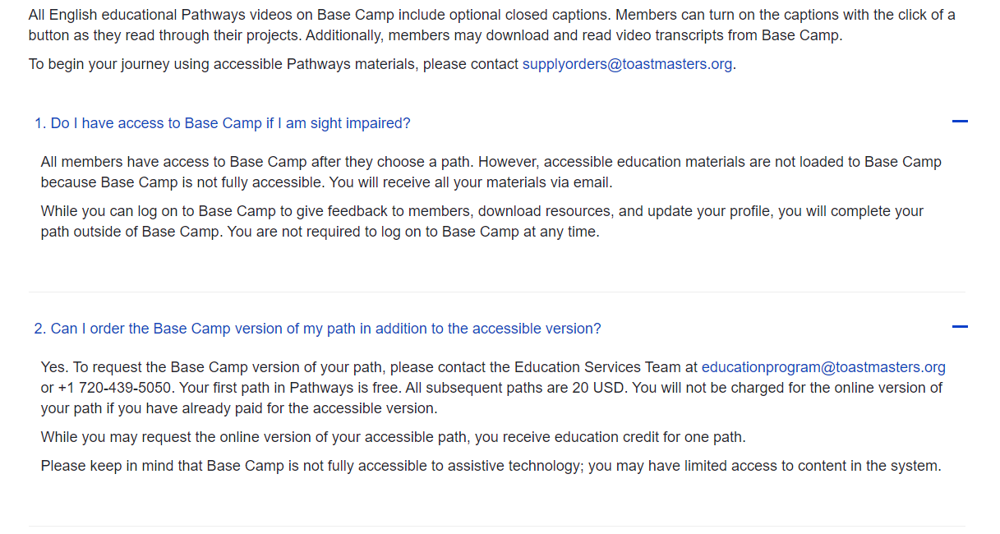 All English educational Pathways videos on Base Camp include optional closed captions. Members can turn on the captions with the click of a
button as they read through their projects. Additionally, members may download and read video transcripts from Base Camp.
To begin your journey using accessible Pathways materials, please contact supplyorders@toastmasters.org.
1. Do I have access to Base Camp if I am sight impaired?
All members have access to Base Camp after they choose a path. However, accessible education materials are not loaded to Base Camp
because Base Camp is not fully accessible. You will receive all your materials via email.
While you can log on to Base Camp to give feedback to members, download resources, and update your profile, you will complete your
path outside of Base Camp. You are not required to log on to Base Camp at any time.
2. Can I order the Base Camp version of my path in addition to the accessible version?
Yes. To request the Base Camp version of your path, please contact the Education Services Team at educationprogram@toastmasters.org
or +1 720-439-5050. Your first path in Pathways is free. All subsequent paths are 20 USD. You will not be charged for the online version of
your path if you have already paid for the accessible version.
While you may request the online version of your accessible path, you receive education credit for one path.
Please keep in mind that Base Camp is not fully accessible to assistive technology; you may have limited access to content in the system.